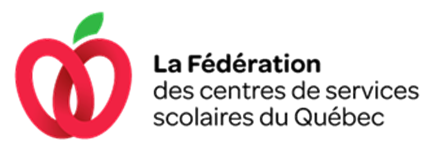 La Fédération
des centres de services
scolaires du Québec